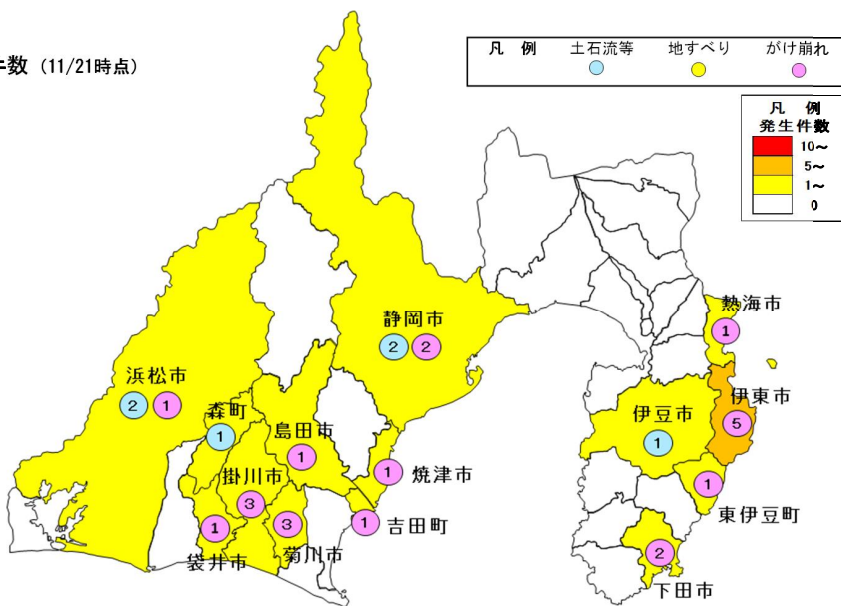 件数（11/21時点）
凡 例 土石流等 地すべり がけ崩れ
凡 例
発生件数
10～
5～
1～
0
静岡市
2 2
熱海市
1
浜松市
2 1
森町
1
島田市
1
伊豆市
1
伊東市
5
掛川市
3
焼津市
1
東伊豆町
1
袋井市
1
菊川市
3
吉田町
1
下田市
2